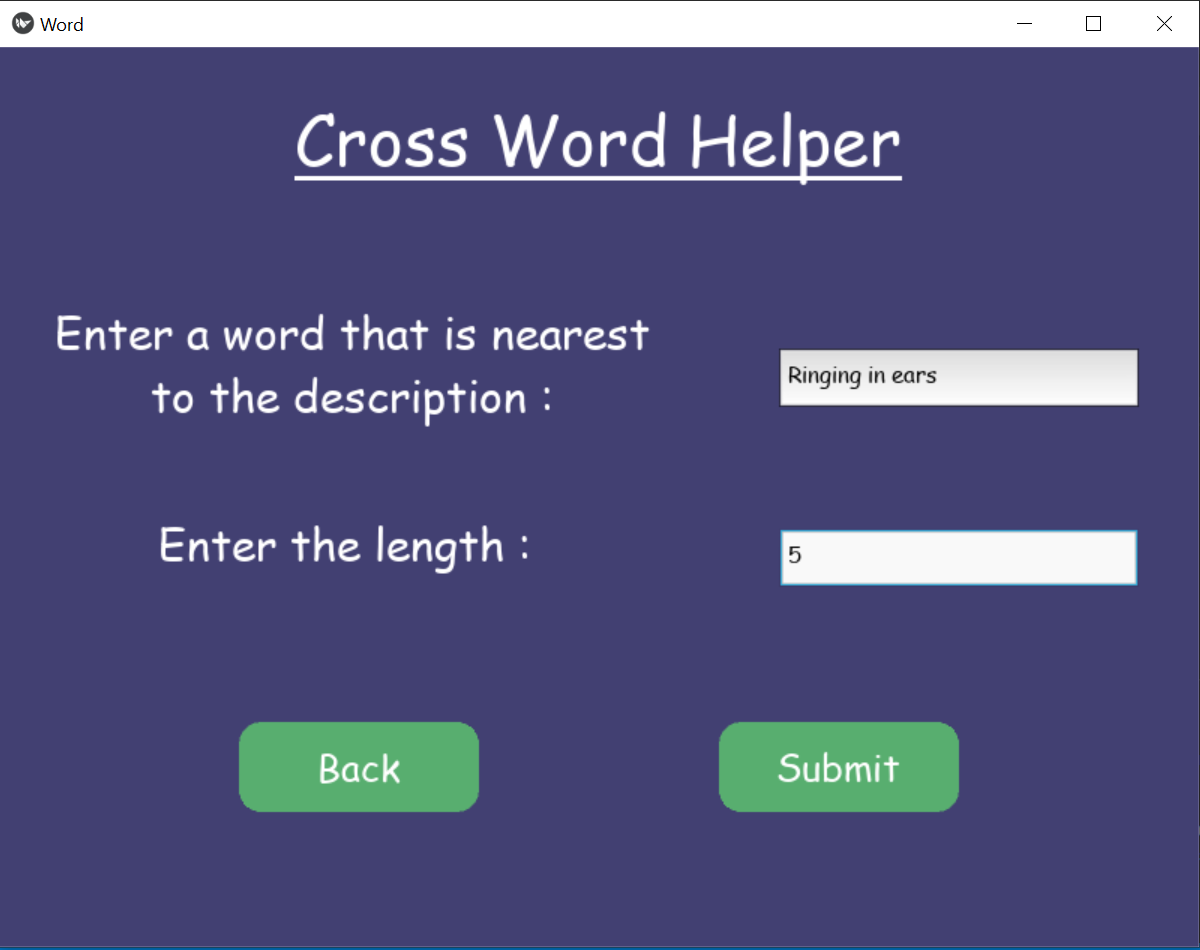 Word
Cross Word Helper
Enter a word that is nearest
to the description :
Ringing in ears
Enter the length :
5
Back
Submit